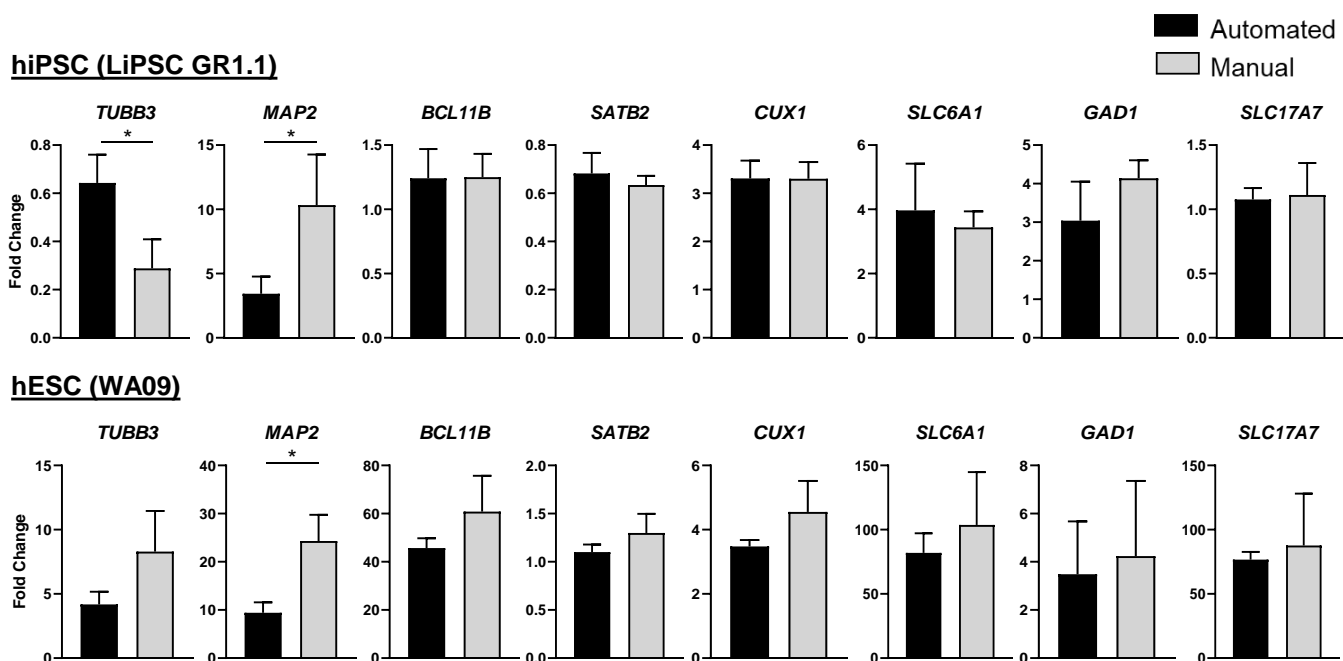 Automated
Manual
hiPSC (LiPSC GR1.1)
TUBB3 MAP2 BCL11B SATB2 CUX1 SLC6A1 GAD1 SLC17A7
* *
Fold Change
0.8 0.6 0.4 0.2 0.0
15 10 5 0
1.5 1.0 0.5 0.0
0.8 0.6 0.4 0.2 0.0
4 3 2 1 0
6 4 2 0
5 4 3 2 1 0
1.5 1.0 0.5 0.0
hESC (WA09)
TUBB3 MAP2 BCL11B SATB2 CUX1 SLC6A1 GAD1 SLC17A7
*
Fold Change
15 10 5 0
40 30 20 10 0
80 60 40 20 0
2.0 1.5 1.0 0.5 0.0
6 4 2 0
150 100 50 0
8 6 4 2 0
150 100 50 0